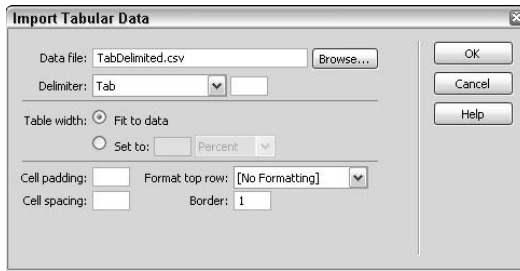 Import Tabular Data
Data file: TabDelimited.csv Browse... OK
Delimiter: Tab Cancel
Table width: Fit to data Help
Set to: Percent
Cell padding: Format top row: [No Formatting]
Cell spacing: Border: 1